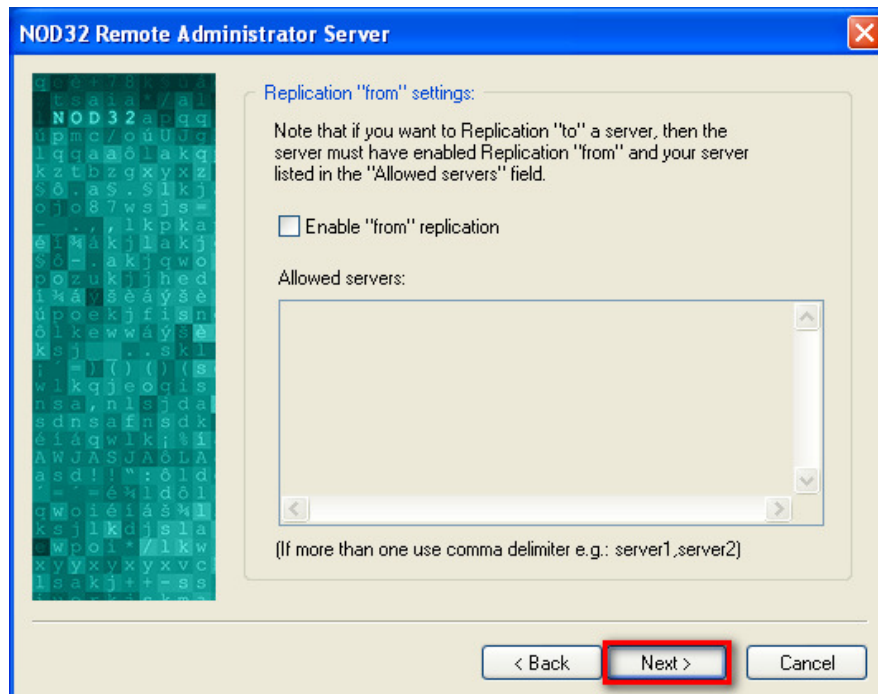 NOD32 Remote Administrator Server
NOD32
Replication "from" settings:
Note that if you want to Replication "to" a server, then the
server must have enabled Replication "from" and your server
listed in the "Allowed servers" field.
Enable "from" replication
Allowed servers:
(If more than one use comma delimiter e.g.: server1,server2)
< Back
Next >
Cancel